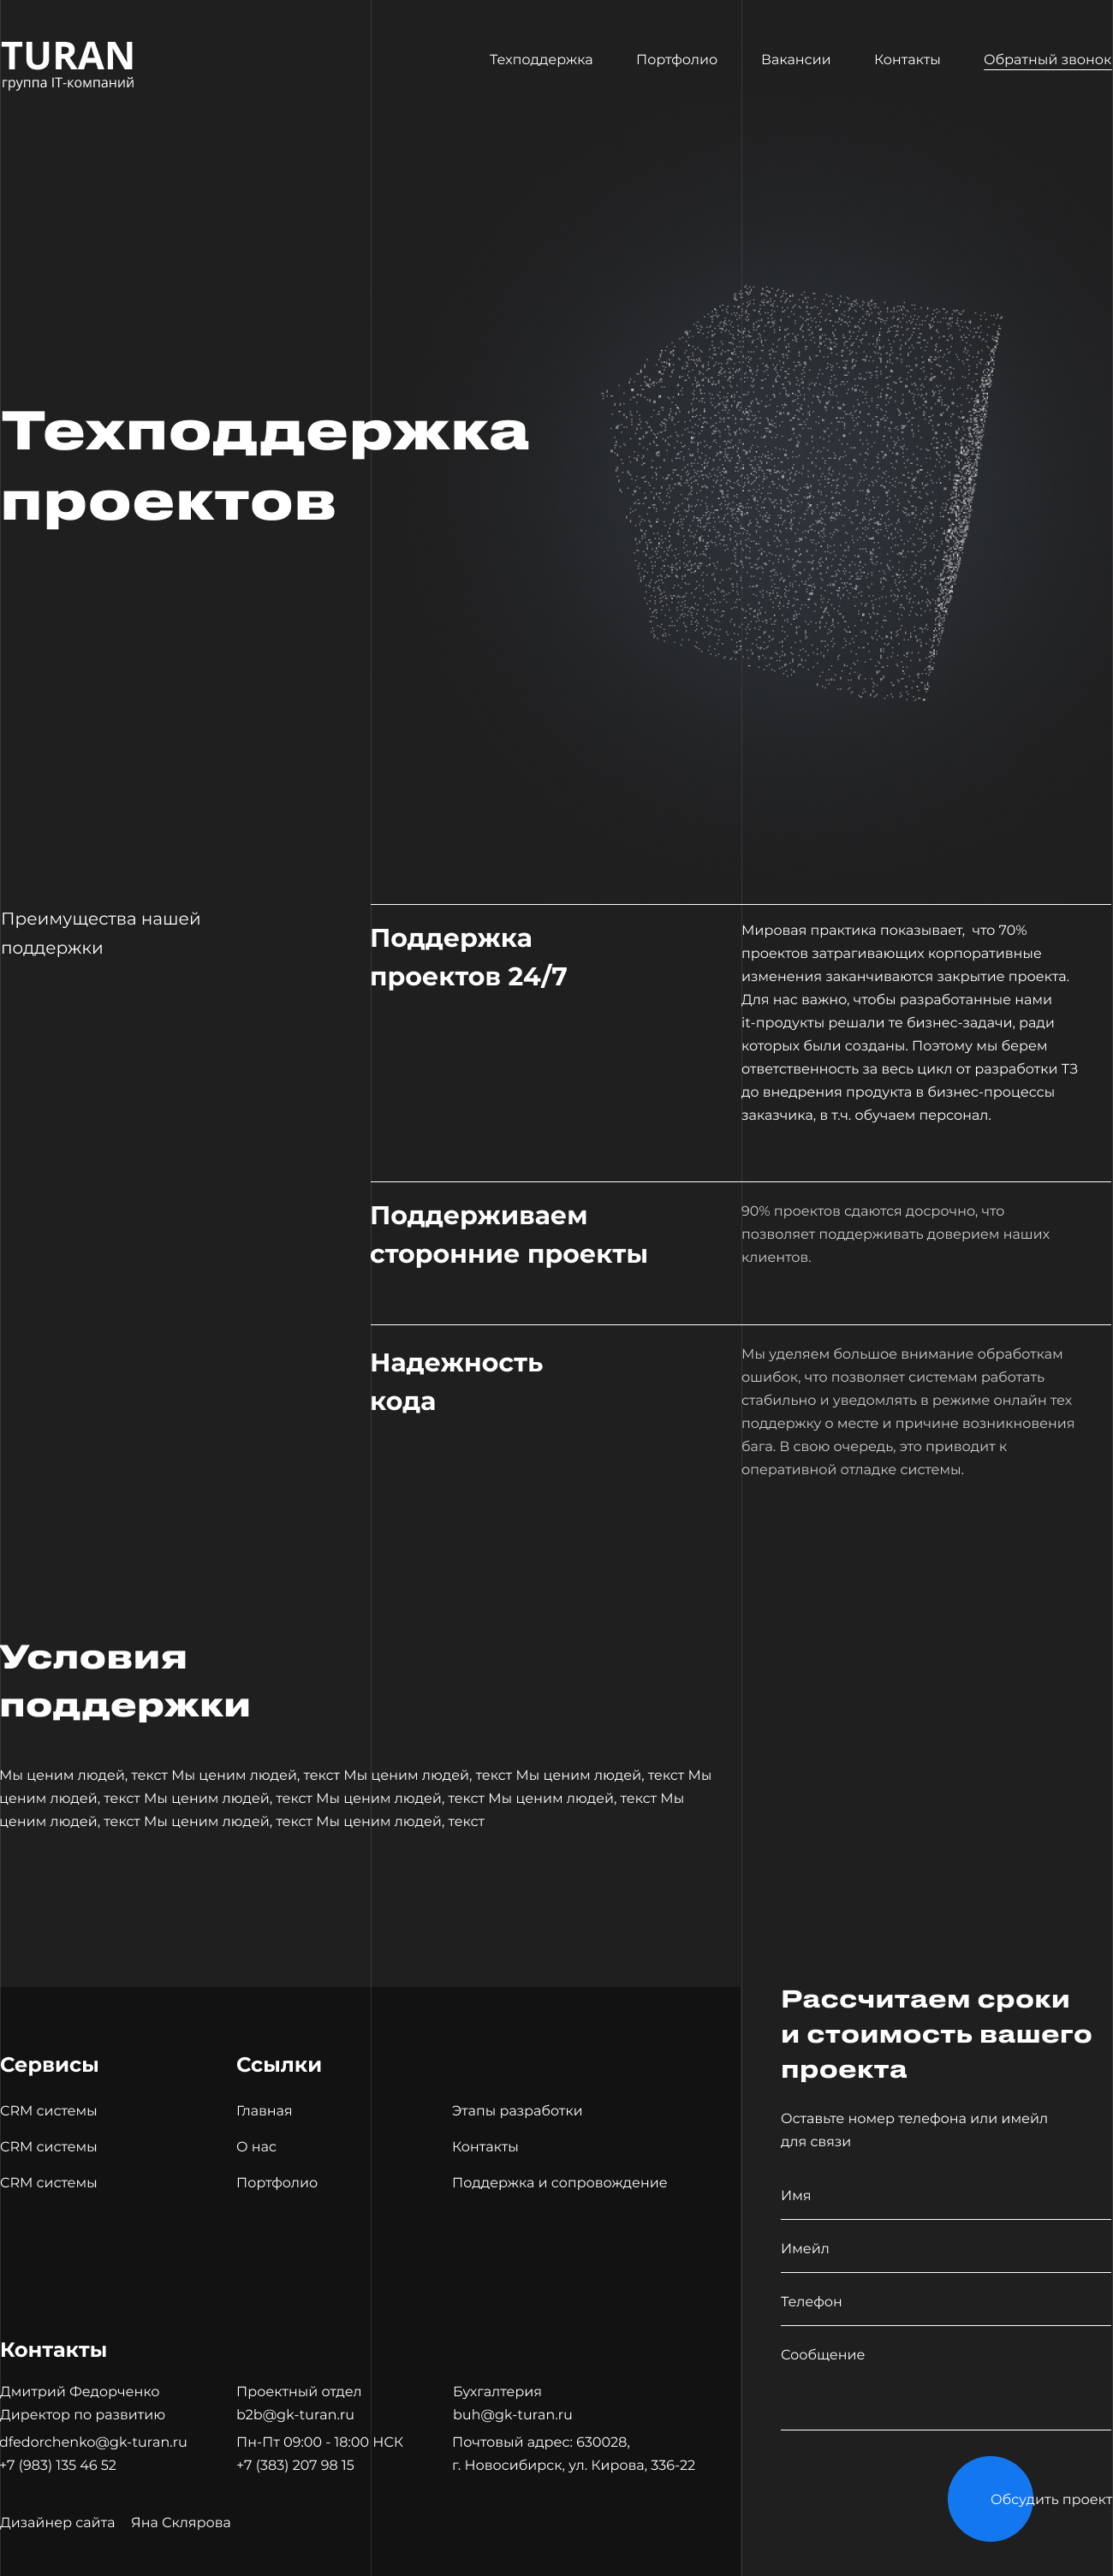 TURAN
группа IT-компаний
Техподдержка Портфолио Вакансии Контакты Обратный звонок
Техподдержка
проектов
Преимущества нашей
поддержки
Поддержка
проектов 24/7
Мировая практика показывает, что 70%
проектов затрагивающих корпоративные
изменения заканчиваются закрытие проекта.
Для нас важно, чтобы разработанные нами
it-продукты решали те бизнес-задачи, ради
которых были созданы. Поэтому мы берем
ответственность за весь цикл от разработки ТЗ
до внедрения продукта в бизнес-процессы
заказчика, в т.ч. обучаем персонал.
Поддерживаем
сторонние проекты
90% проектов сдаются досрочно, что
позволяет поддерживать доверием наших
клиентов.
Надежность
кода
Мы уделяем большое внимание обработкам
ошибок, что позволяет системам работать
стабильно и уведомлять в режиме онлайн тех
поддержку о месте и причине возникновения
бага. В свою очередь, это приводит к
оперативной отладке системы.
Условия
поддержки
Мы ценим людей, текст Мы ценим людей, текст Мы ценим людей, текст Мы ценим людей, текст Мы
ценим людей, текст Мы ценим людей, текст Мы ценим людей, текст Мы ценим людей, текст Мы
ценим людей, текст Мы ценим людей, текст Мы ценим людей, текст
Сервисы
CRM системы
CRM системы
CRM системы
Ссылки
Главная
О нас
Портфолио
Этапы разработки
Контакты
Поддержка и сопровождение
Контакты
Дмитрий Федорченко
Директор по развитию
dfedorchenko@gk-turan.ru
+7 (983) 135 46 52
Проектный отдел
b2b@gk-turan.ru
Пн-Пт 09:00 - 18:00 НСК
+7 (383) 207 98 15
Бухгалтерия
buh@gk-turan.ru
Почтовый адрес: 630028,
г. Новосибирск, ул. Кирова, 336-22
Дизайнер сайта Яна Склярова
Рассчитаем сроки
и стоимость вашего
проекта
Оставьте номер телефона или имейл
для связи
Имя
Имейл
Телефон
Сообщение
Обсудить проект